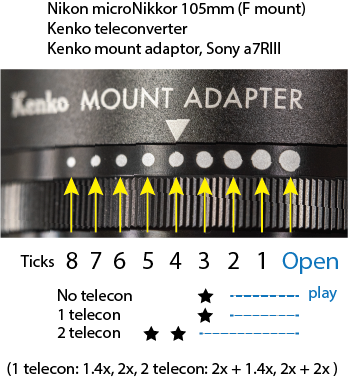 Nikon microNikkor 105mm (F mount)
Kenko teleconverter
Kenko mount adaptor, Sony a7RIII
Kenko MOUNT ADAPTER
Ticks 8 7 6 5 4 3 2 1 Open
No telecon ★ play
1 telecon ★
2 telecon ★ ★
(1 telecon: 1.4x, 2x, 2 telecon: 2x + 1.4x, 2x + 2x )